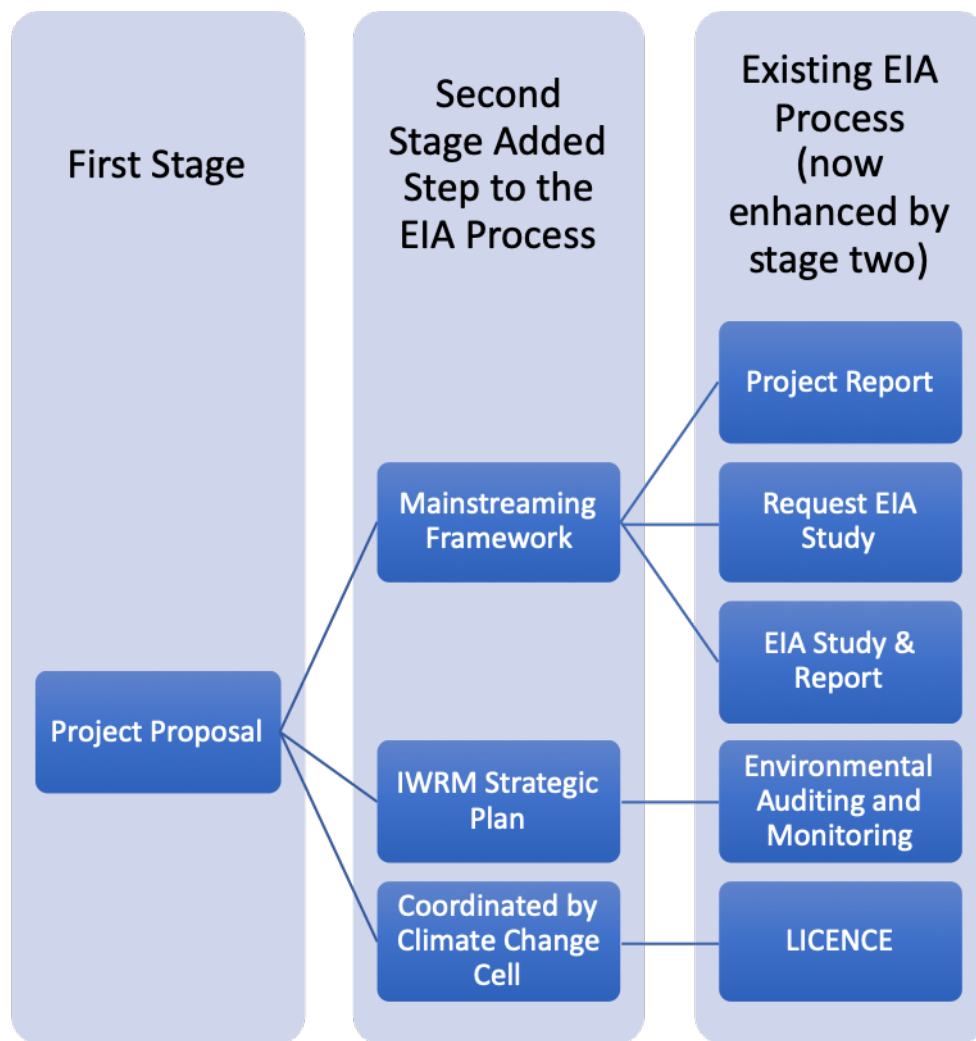 First Stage
Project Proposal
Second
Stage Added
Step to the
EIA Process
Mainstreaming
Framework
IWRM Strategic
Plan
Coordinated by
Climate Change
Cell
Existing EIA
Process
(now
enhanced by
stage two)
Project Report
Request EIA
Study
EIA Study &
Report
Environmental
Auditing and
Monitoring
LICENCE